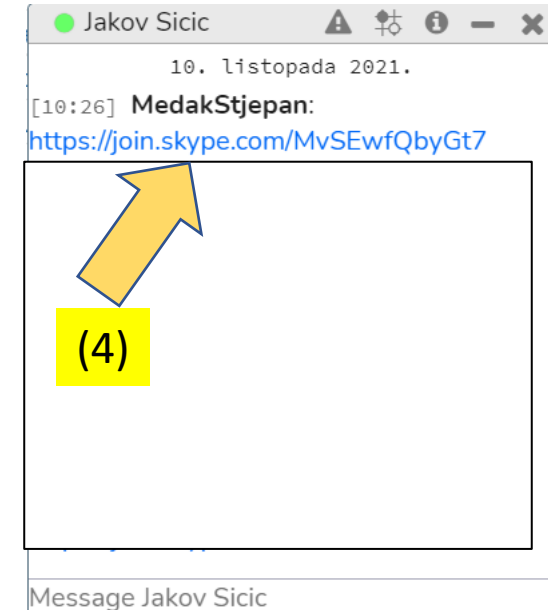 Jakov Sicic
10. listopada 2021.
[10:26] MedakStjepan:
https://join.skype.com/MvSEwfQbyGt7
(4)
Message Jakov Sicic